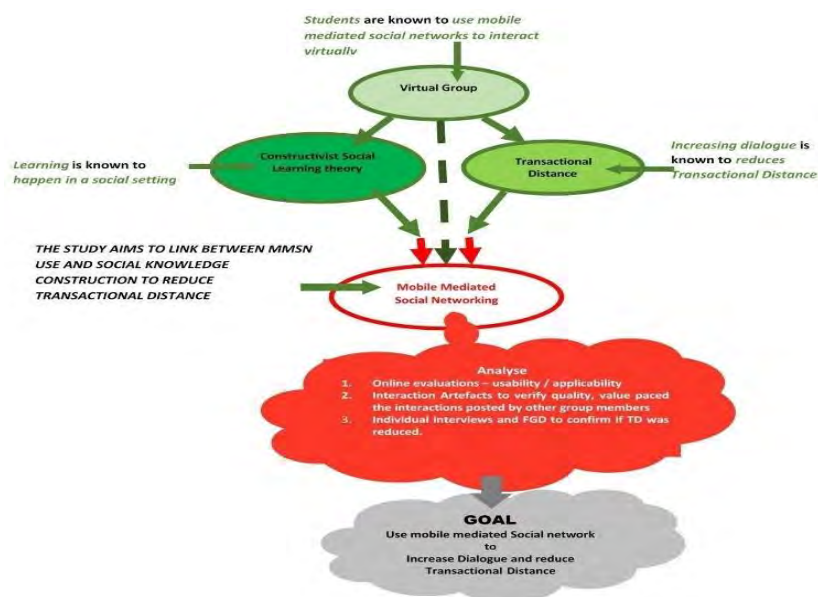 Students are known to use mobile
mediated social networks to interact
virtually
Virtual Group
Constructivist Social
Learning theory
Transactional
Distance
Learning is known to
happen in a social setting
Increasing dialogue is
known to reduces
Transactional Distance
THE STUDY AIMS TO LINK BETWEEN MMSN
USE AND SOCIAL KNOWLEDGE
CONSTRUCTION TO REDUCE
TRANSACTIONAL DISTANCE
Mobile Mediated
Social Networking
Analyse
1. Online evaluations – usability / applicability
2. Interaction Artefacts to verify quality, value paced
the interactions posted by other group members
3. Individual interviews and FGD to confirm if TD was
reduced.
GOAL
Use mobile mediated Social network
to
Increase Dialogue and reduce
Transactional Distance